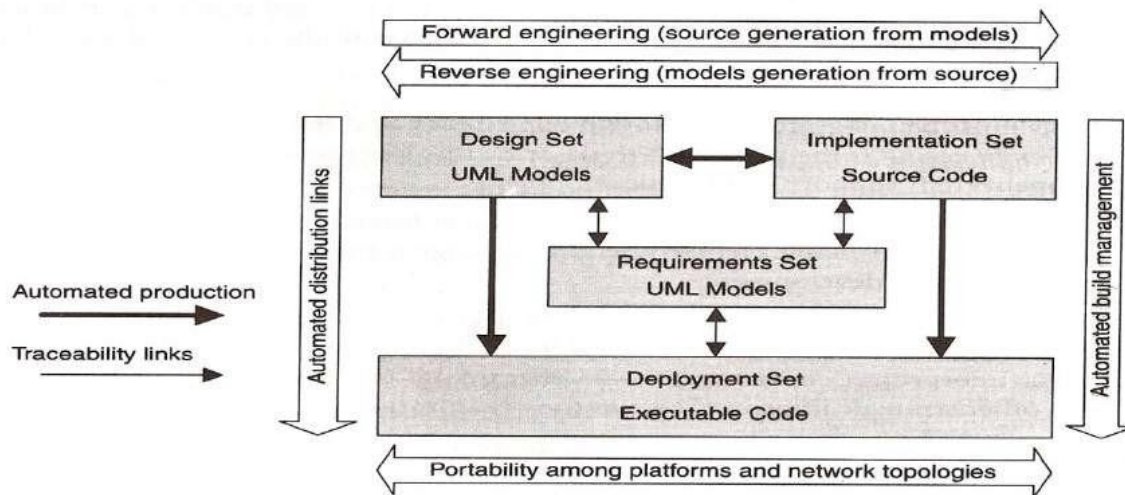 Forward engineering (source generation from models)
Reverse engineering (models generation from source)
Automated distribution links
Design Set
UML Models
Implementation Set
Source Code
Automated build management
Requirements Set
UML Models
Automated production
Traceability links
Deployment Set
Executable Code
Portability among platforms and network topologies